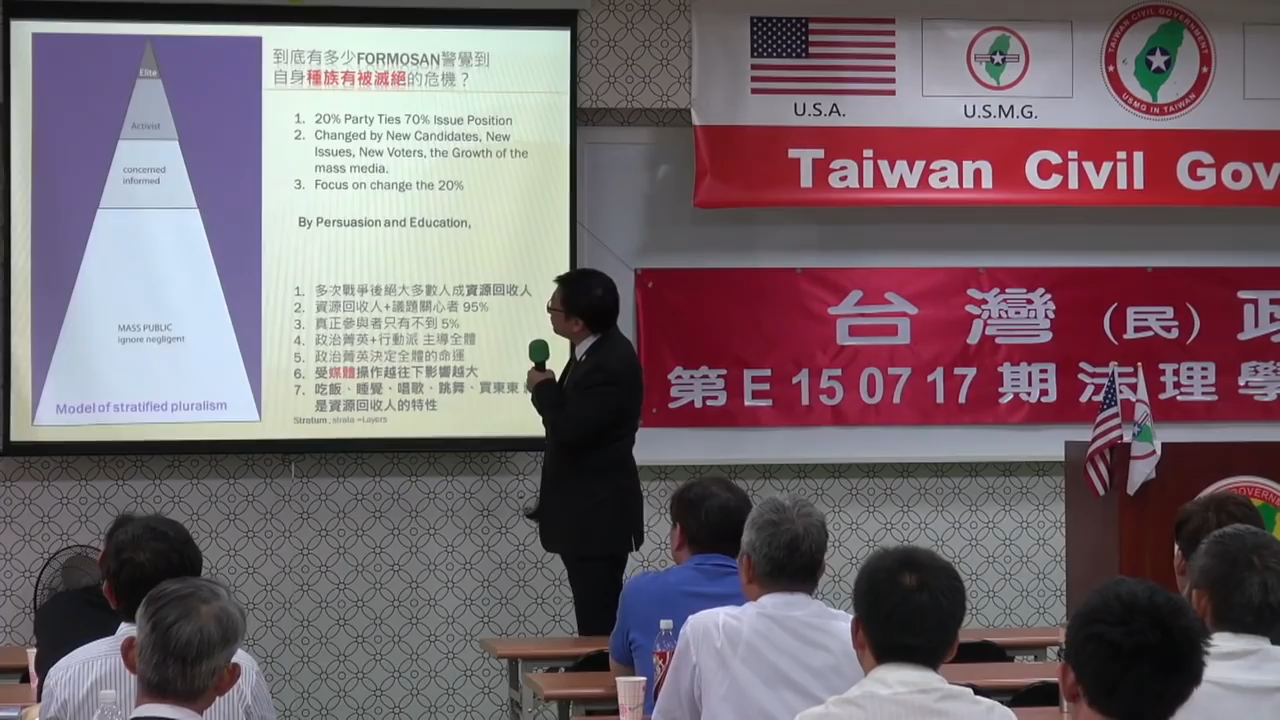 到底有多少FORMOSAN警覺到
自身種族有被滅絕的危機？
Elite
Activist
concerned
informed
MASS PUBLIC
ignore negligent
Model of stratified pluralism
1. 20% Party Ties 70% Issue Position
2. Changed by New Candidates, New
Issues, New Voters, the Growth of the
mass media.
3. Focus on change the 20%
By Persuasion and Education,
1. 多次戰爭後絕大多數人成資源回收人
2. 資源回收人+議題關心者 95%
3. 真正參與者只有不到 5%
4. 政治菁英+行動派 主導全體
5. 政治菁英決定全體的命運
6. 受媒體操作越往下影響越大
7. 吃飯、睡覺、唱歌、跳舞、買東東
是資源回收人的特性
Stratum, strata =Layers
U.S.A.
U.S.M.G.
TAIWAN CIVIL GOVERNMENT
USMG IN TAIWAN
Taiwan Civil Gov
台灣（民）政
第E150717期法理學
GOVERNME